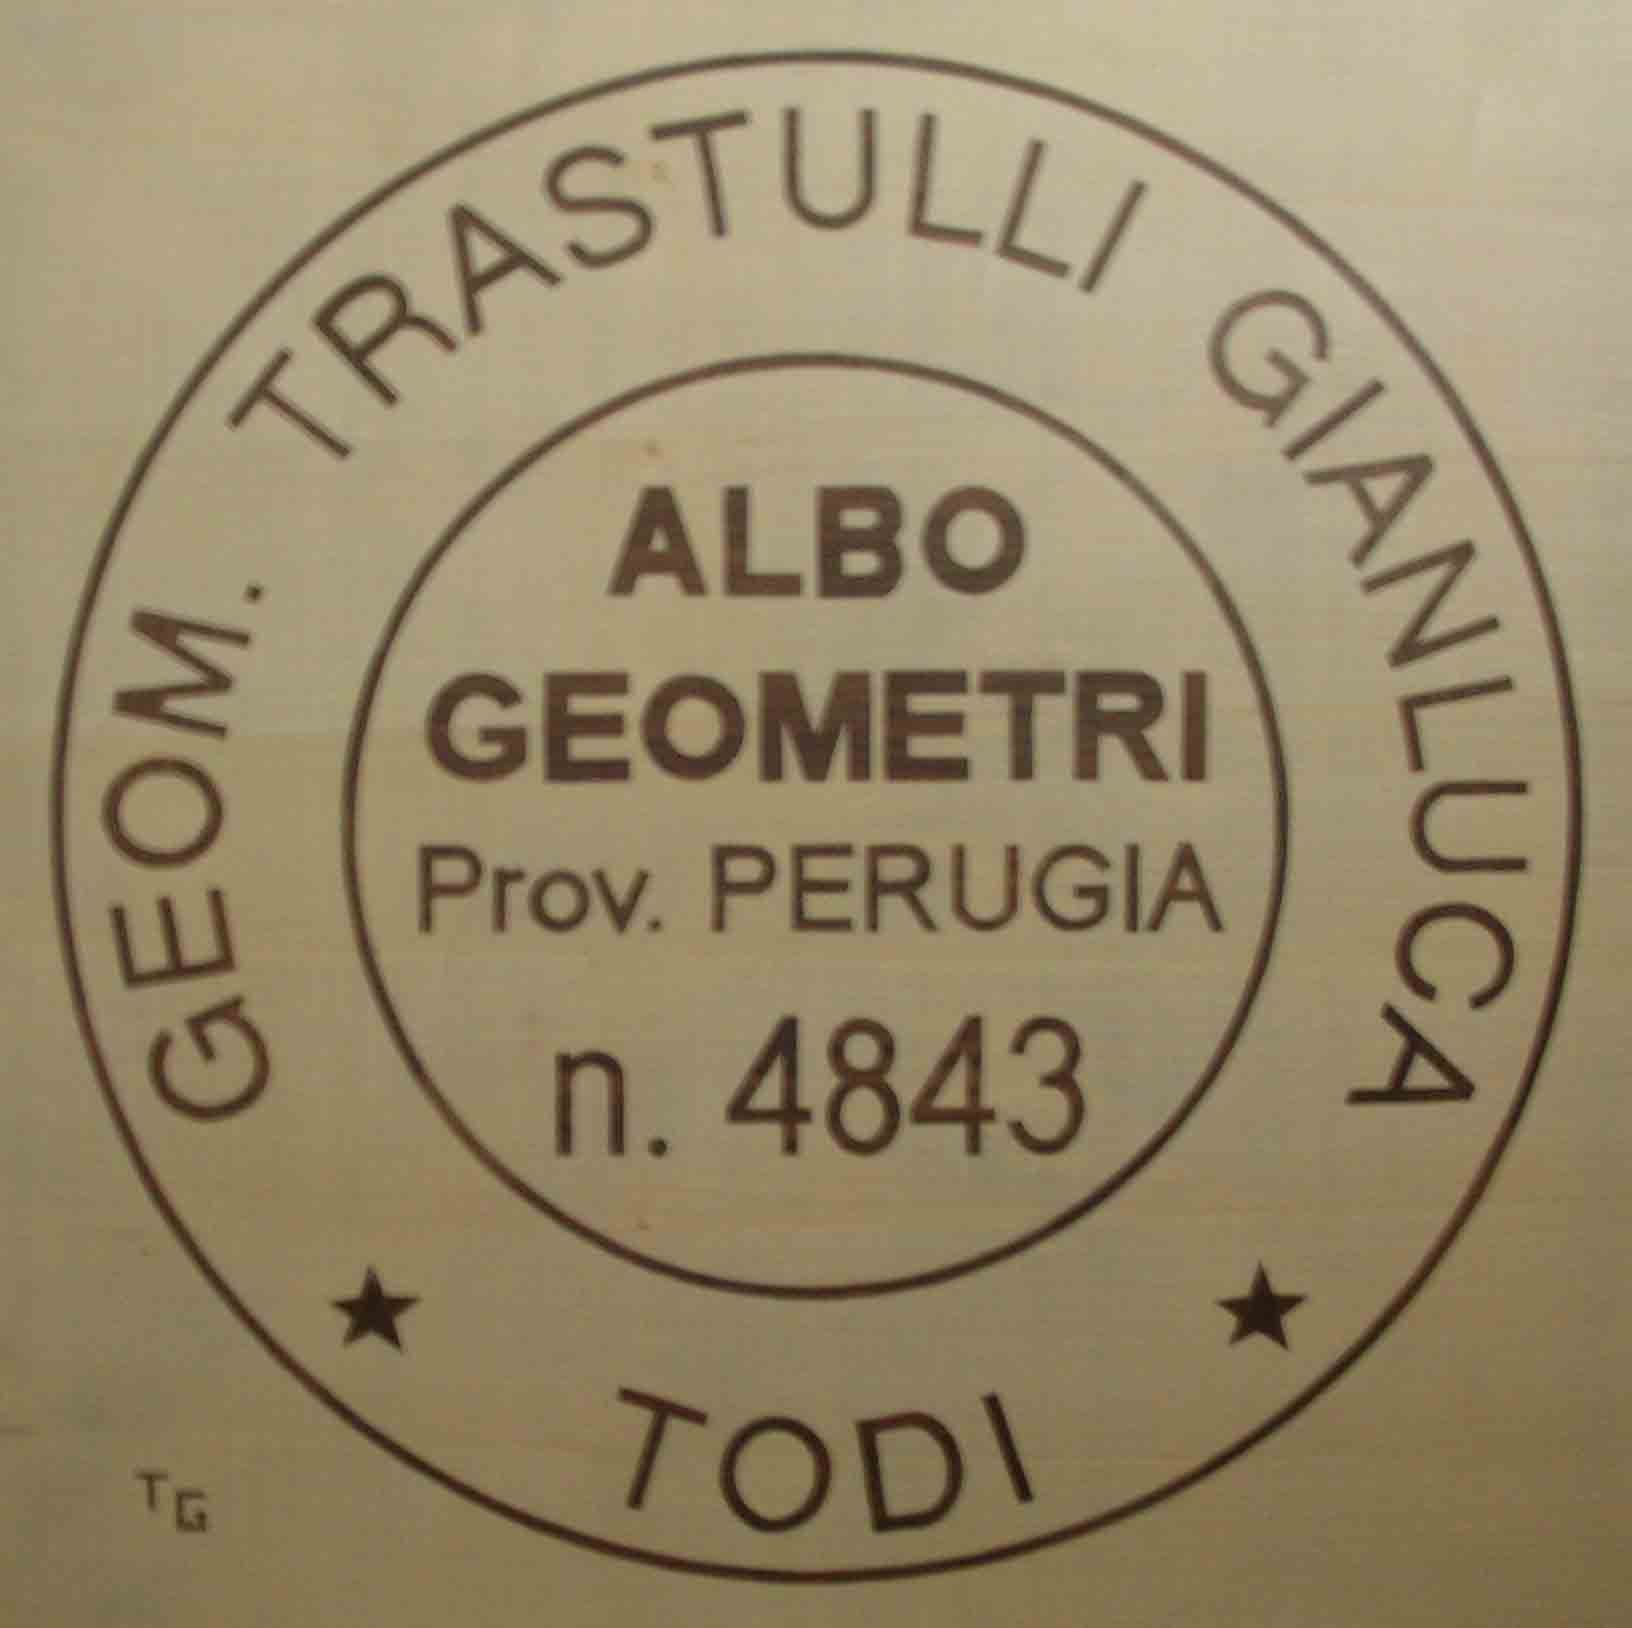 GEOM. TRASTULLI GIANLUCA
ALBO
GEOMETRI
Prov. PERUGIA
n. 4843
TODI
TG